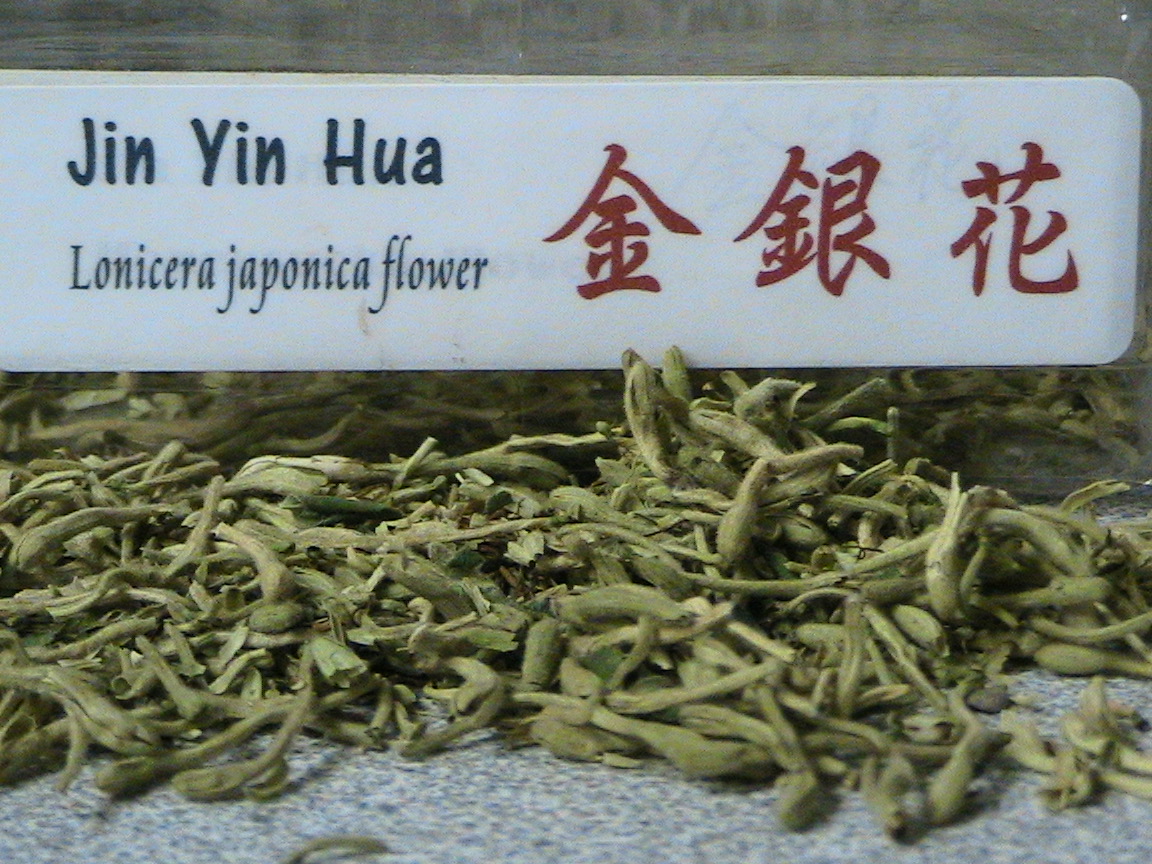 Jin Yin Hua
Lonicera japonica flower
金銀花